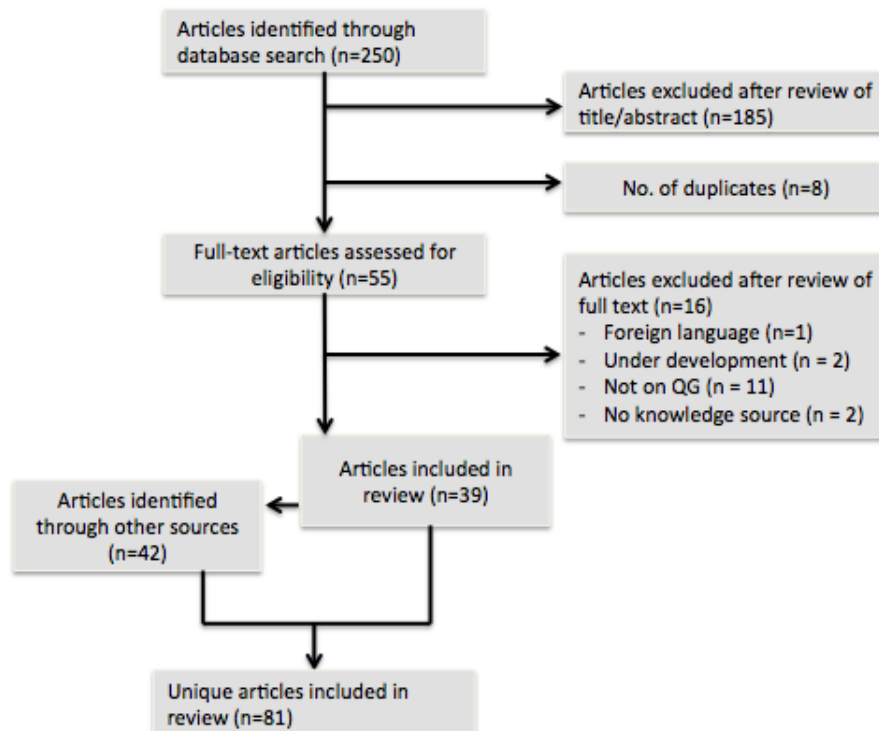 Articles identified through
database search (n=250)
Articles excluded after review of
title/abstract (n=185)
No. of duplicates (n=8)
Full-text articles assessed for
eligibility (n=55)
Articles excluded after review of
full text (n=16)
- Foreign language (n=1)
- Under development (n = 2)
- Not on QG (n = 11)
- No knowledge source (n = 2)
Articles included in
review (n=39)
Articles identified
through other sources
(n=42)
Unique articles included in
review (n=81)